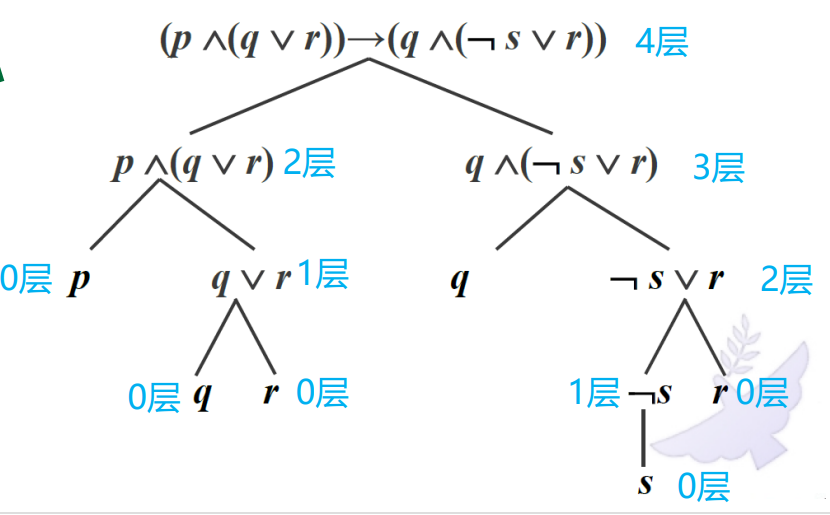 (p ∧(q ∨ r))→(q ∧(¬ s ∨ r)) 4层
p ∧(q ∨ r) 2层 q ∧(¬ s ∨ r) 3层
0层 p q ∨ r 1层 q ¬ s ∨ r 2层
0层 q r 0层 1层 ¬s r 0层
s 0层